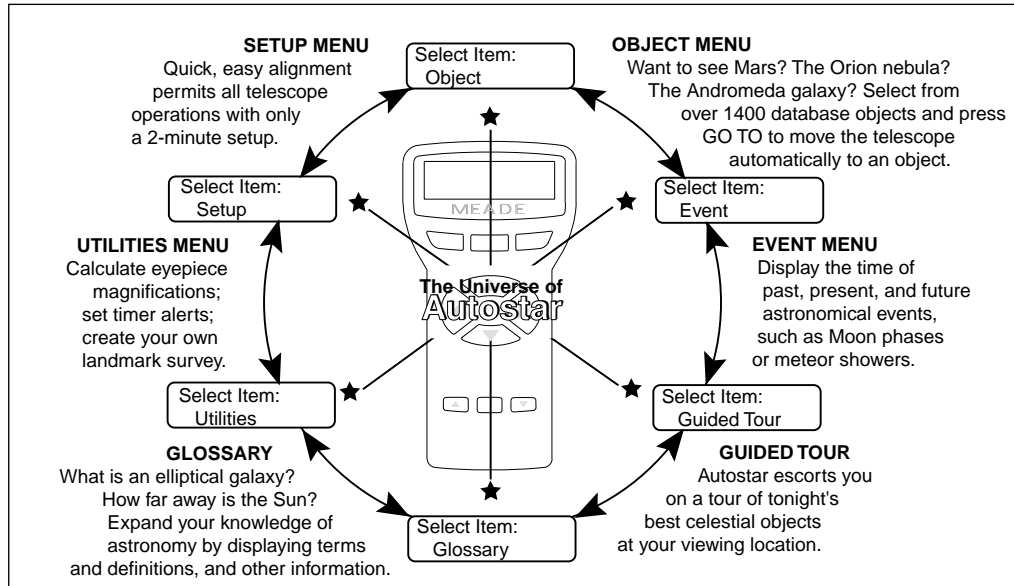 SETUP MENU
Quick, easy alignment
permits all telescope
operations with only
a 2-minute setup.
Select Item:
Object
OBJECT MENU
Want to see Mars? The Orion nebula?
The Andromeda galaxy? Select from
over 1400 database objects and press
GO TO to move the telescope
automatically to an object.
Select Item:
Setup
MEADE
Select Item:
Event
UTILITIES MENU
Calculate eyepiece
magnifications;
set timer alerts;
create your own
landmark survey.
The Universe of
Autostar
EVENT MENU
Display the time of
past, present, and future
astronomical events,
such as Moon phases
or meteor showers.
Select Item:
Utilities
Select Item:
Guided Tour
GLOSSARY
What is an elliptical galaxy?
How far away is the Sun?
Expand your knowledge of
astronomy by displaying terms
and definitions, and other information.
Select Item:
Glossary
GUIDED TOUR
Autostar escorts you
on a tour of tonight's
best celestial objects
at your viewing location.